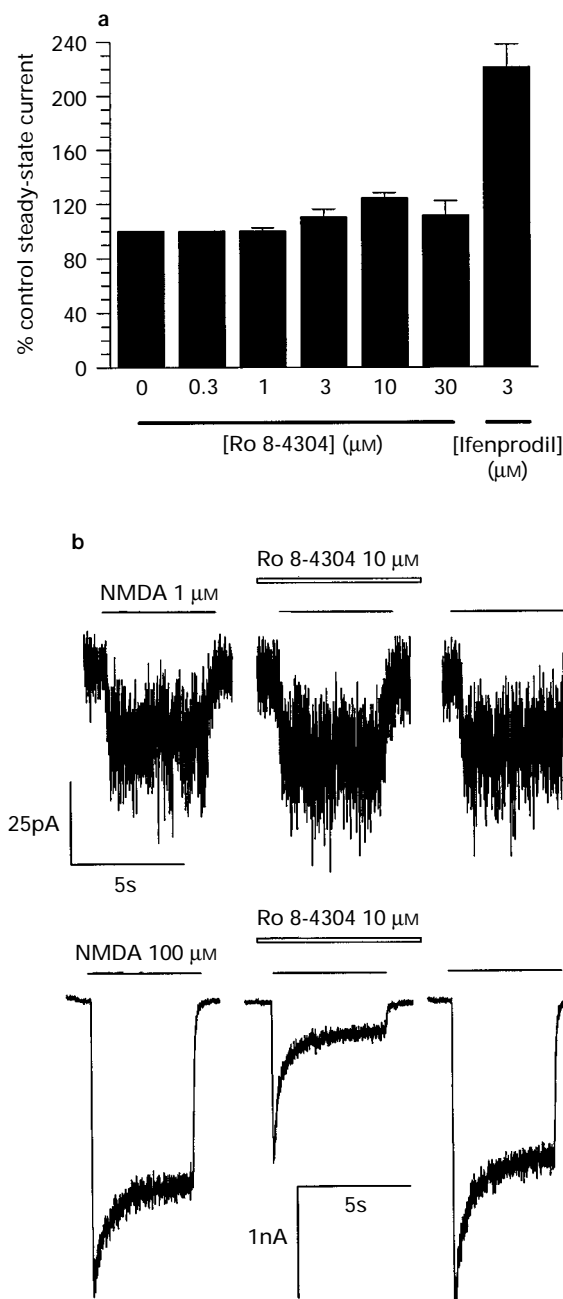 a
% control steady-state current
240
200
160
120
80
40
0
0 0.3 1 3 10 30 3
[Ro 8-4304] (µM) [Ifenprodil]
(µM)
b
Ro 8-4304 10 µM
NMDA 1 µM
25pA
5s
Ro 8-4304 10 µM
NMDA 100 µM
5s
1nA